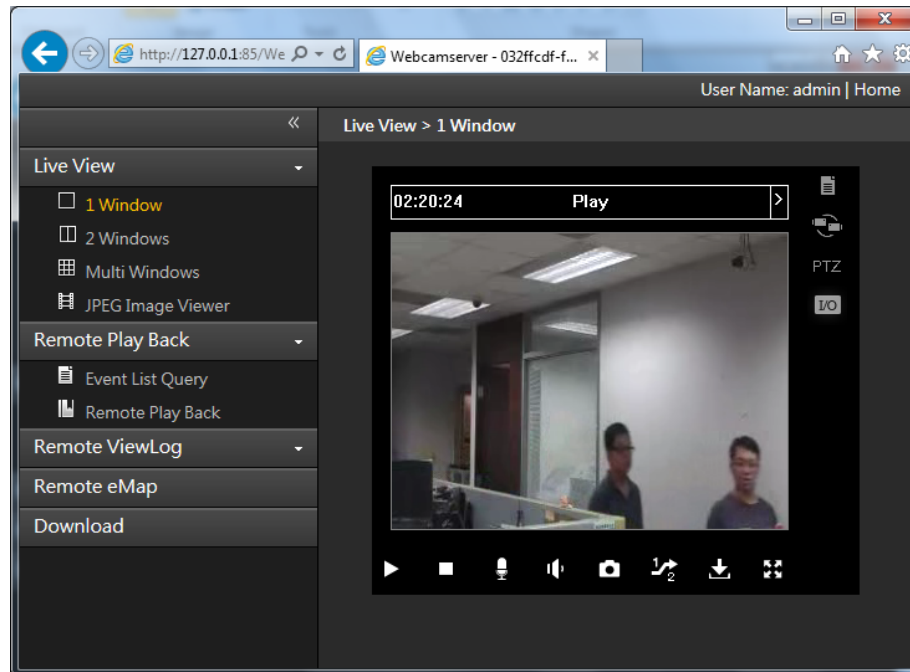 http://127.0.0.1:85/We
Webcamserver - 032ffcdf-f...
User Name: admin | Home
«
Live View > 1 Window
Live View
1 Window
2 Windows
Multi Windows
JPEG Image Viewer
Remote Play Back
Event List Query
Remote Play Back
Remote ViewLog
Remote eMap
Download
02:20:24 Play >
PTZ
I/O
1/2